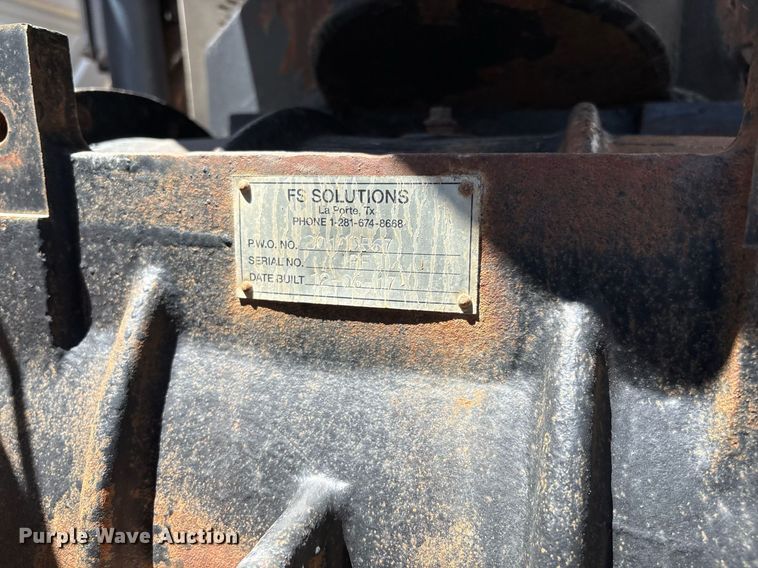 FS SOLUTIONS
La Porte, Tx
PHONE 1-281-674-8668
P.W.O. NO.
SERIAL NO.
DATE BUILT
Purple Wave Auction